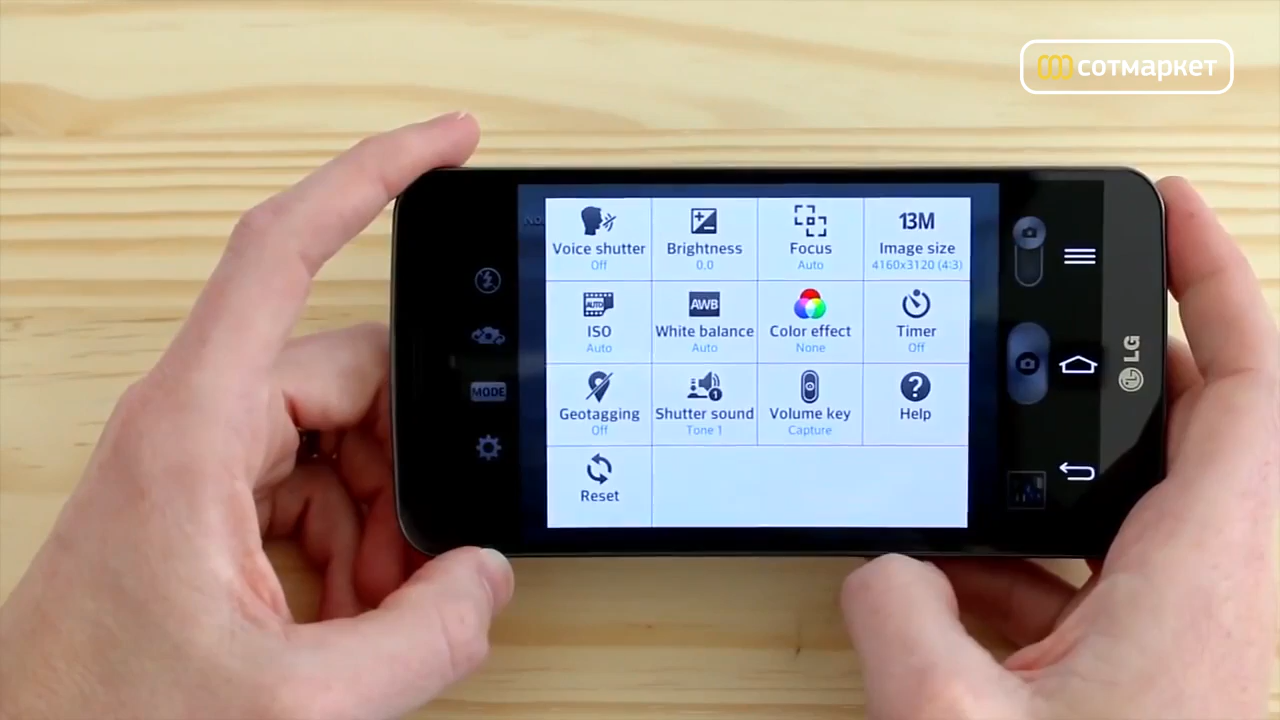 сотмаркет
Voice shutter
Off
Brightness
0.0
Focus
Auto
13M
Image size
4160x3120 (4:3)
AUTO
ISO
Auto
AWB
White balance
Auto
Color effect
None
Timer
Off
Geotagging
Off
1
Shutter sound
Tone 1
Volume key
Capture
?
Help
Reset
MODE
LG